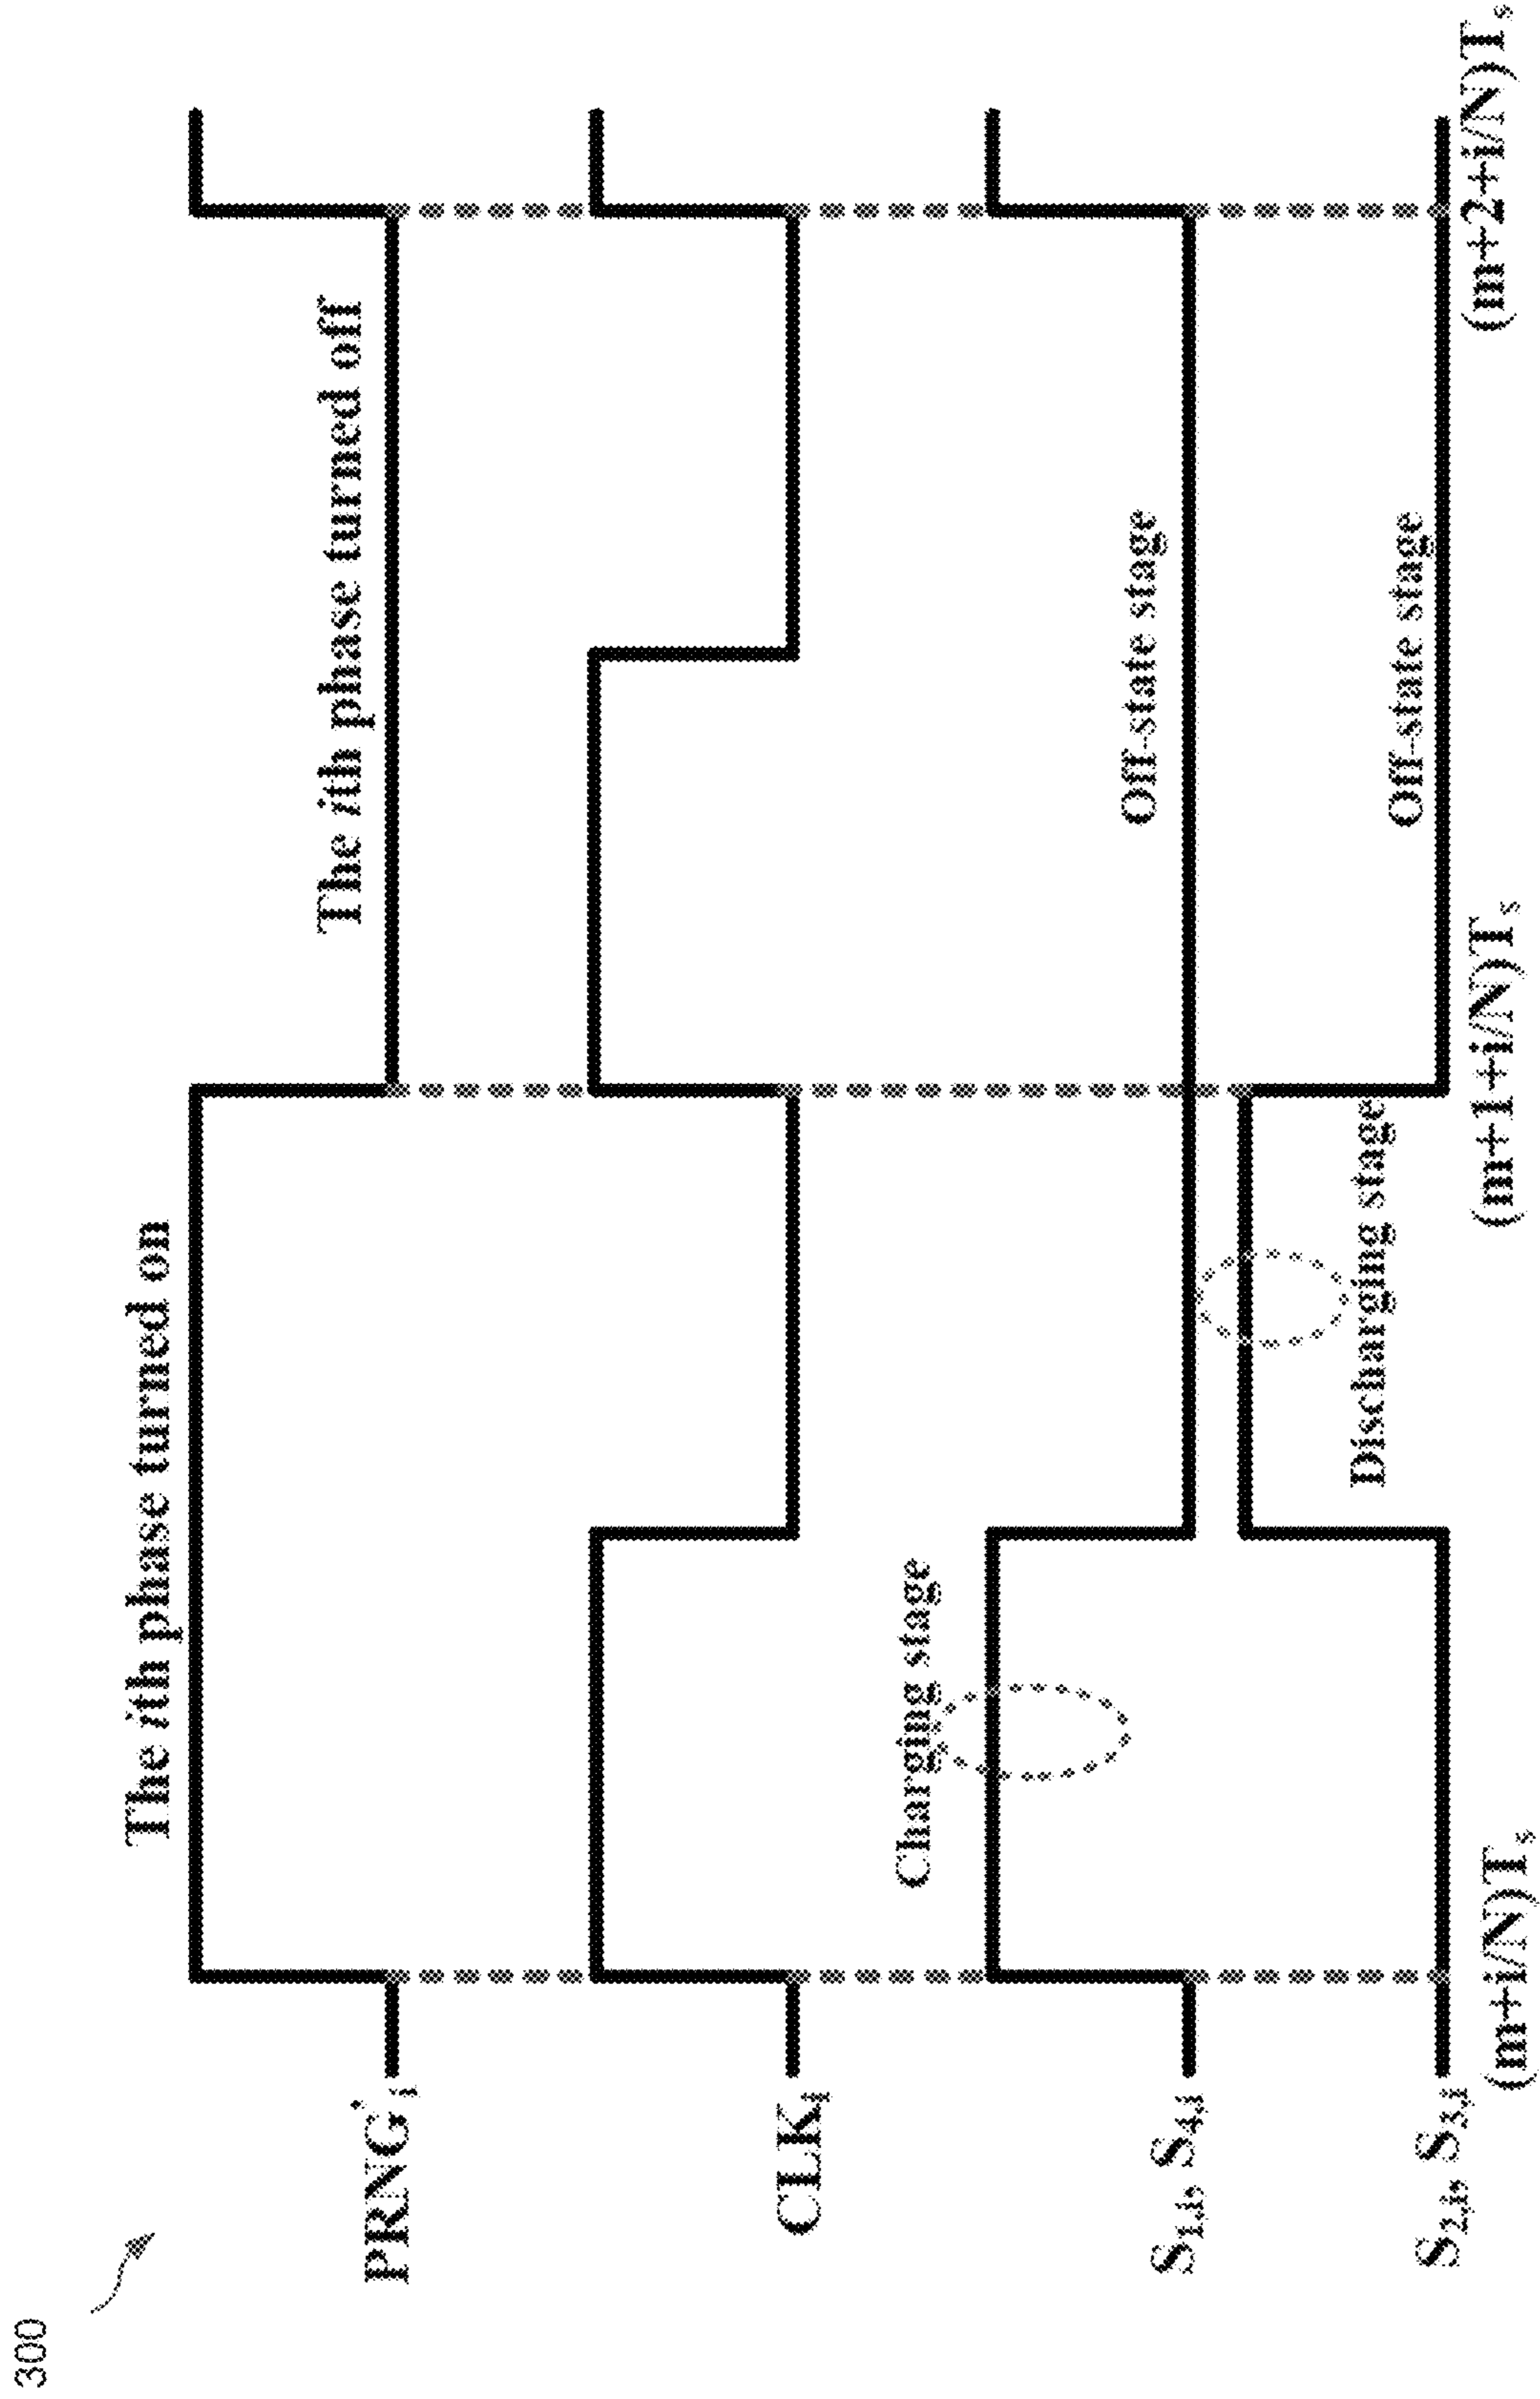 300
The ith phase turned on
The ith phase turned off
PRNG'i
CLKi
Charging stage
Off-state stage
S1,i, S4,i
Discharging stage
Off-state stage
S2,i, S3,i
(m+i/N)Ts
(m+1+i/N)Ts
(m+2+i/N)Ts